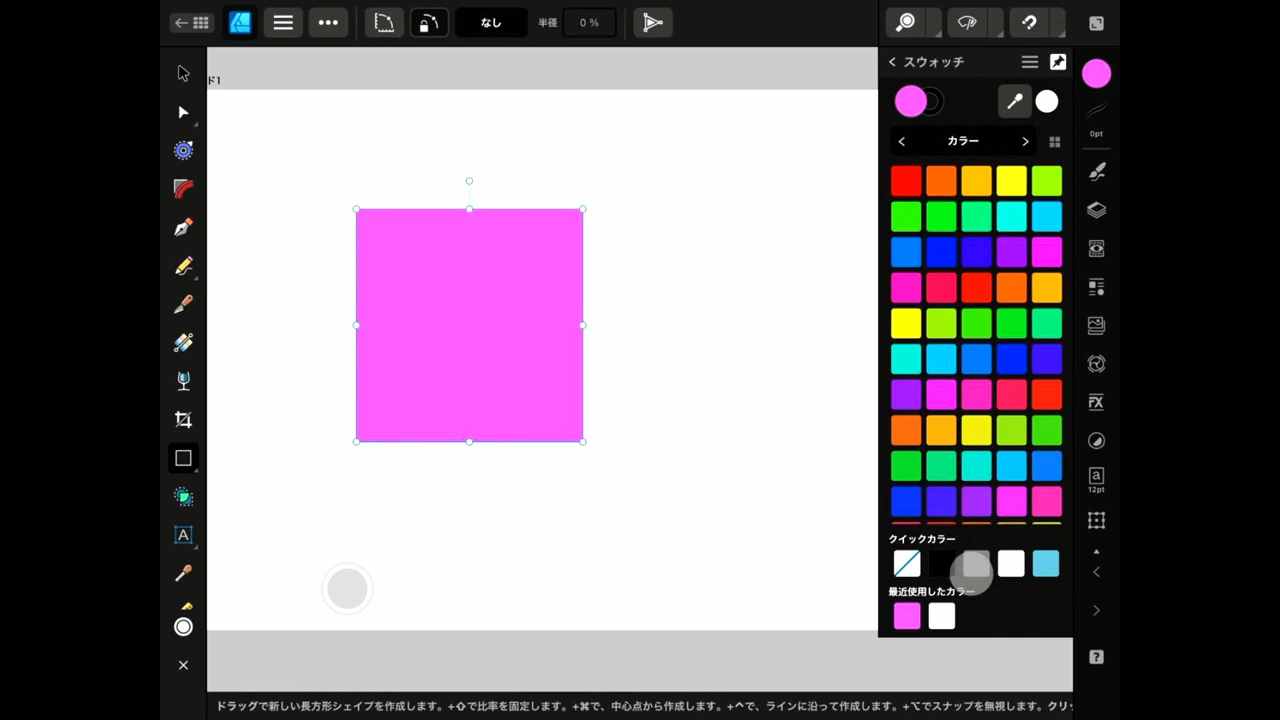 なし
半径
0 %
ド1
スウォッチ
カラー
0pt
FX
a
12pt
A
クイックカラー
最近使用したカラー
?
ドラッグで新しい長方形シェイプを作成します。+⇧で比率を固定します。+⌘で、中心点から作成します。+⌃で、ラインに沿って作成します。+⌥でスナップを無視します。クリッ